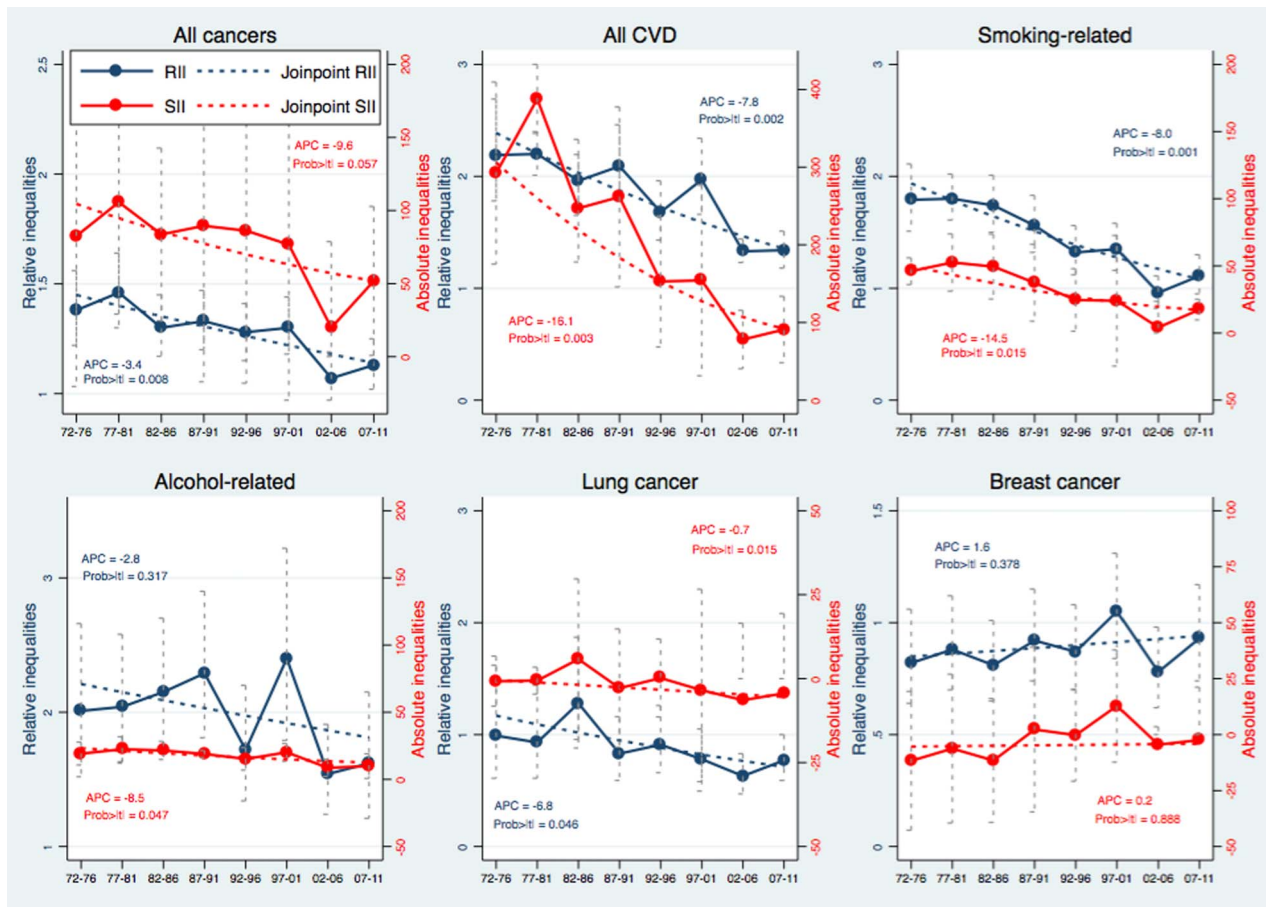 All cancers
All CVD
Smoking-related
RII Joinpoint RII
SII Joinpoint SII
Relative inequalities
2.5
2
1.5
1
200
150
100
50
0
Absolute inequalities
APC = -9.6
Prob>ltl = 0.057
APC = -3.4
Prob>ltl = 0.008
72-76 77-81 82-86 87-91 92-96 97-01 02-06 07-11
Relative inequalities
3
2
1
0
400
300
200
100
0
Absolute inequalities
APC = -7.8
Prob>ltl = 0.002
APC = -16.1
Prob>ltl = 0.003
72-76 77-81 82-86 87-91 92-96 97-01 02-06 07-11
Relative inequalities
3
2
1
0
200
150
100
50
0
-50
Absolute inequalities
APC = -8.0
Prob>ltl = 0.001
APC = -14.5
Prob>ltl = 0.015
72-76 77-81 82-86 87-91 92-96 97-01 02-06 07-11
Alcohol-related
Lung cancer
Breast cancer
Relative inequalities
3
2
1
200
150
100
50
0
-50
Absolute inequalities
APC = -2.8
Prob>ltl = 0.317
APC = -8.5
Prob>ltl = 0.047
72-76 77-81 82-86 87-91 92-96 97-01 02-06 07-11
Relative inequalities
3
2
1
0
50
25
0
-25
-50
Absolute inequalities
APC = -0.7
Prob>ltl = 0.015
APC = -6.8
Prob>ltl = 0.046
72-76 77-81 82-86 87-91 92-96 97-01 02-06 07-11
Relative inequalities
1.5
1
.5
0
100
75
50
25
0
-25
-50
Absolute inequalities
APC = 1.6
Prob>ltl = 0.378
APC = 0.2
Prob>ltl = 0.888
72-76 77-81 82-86 87-91 92-96 97-01 02-06 07-11